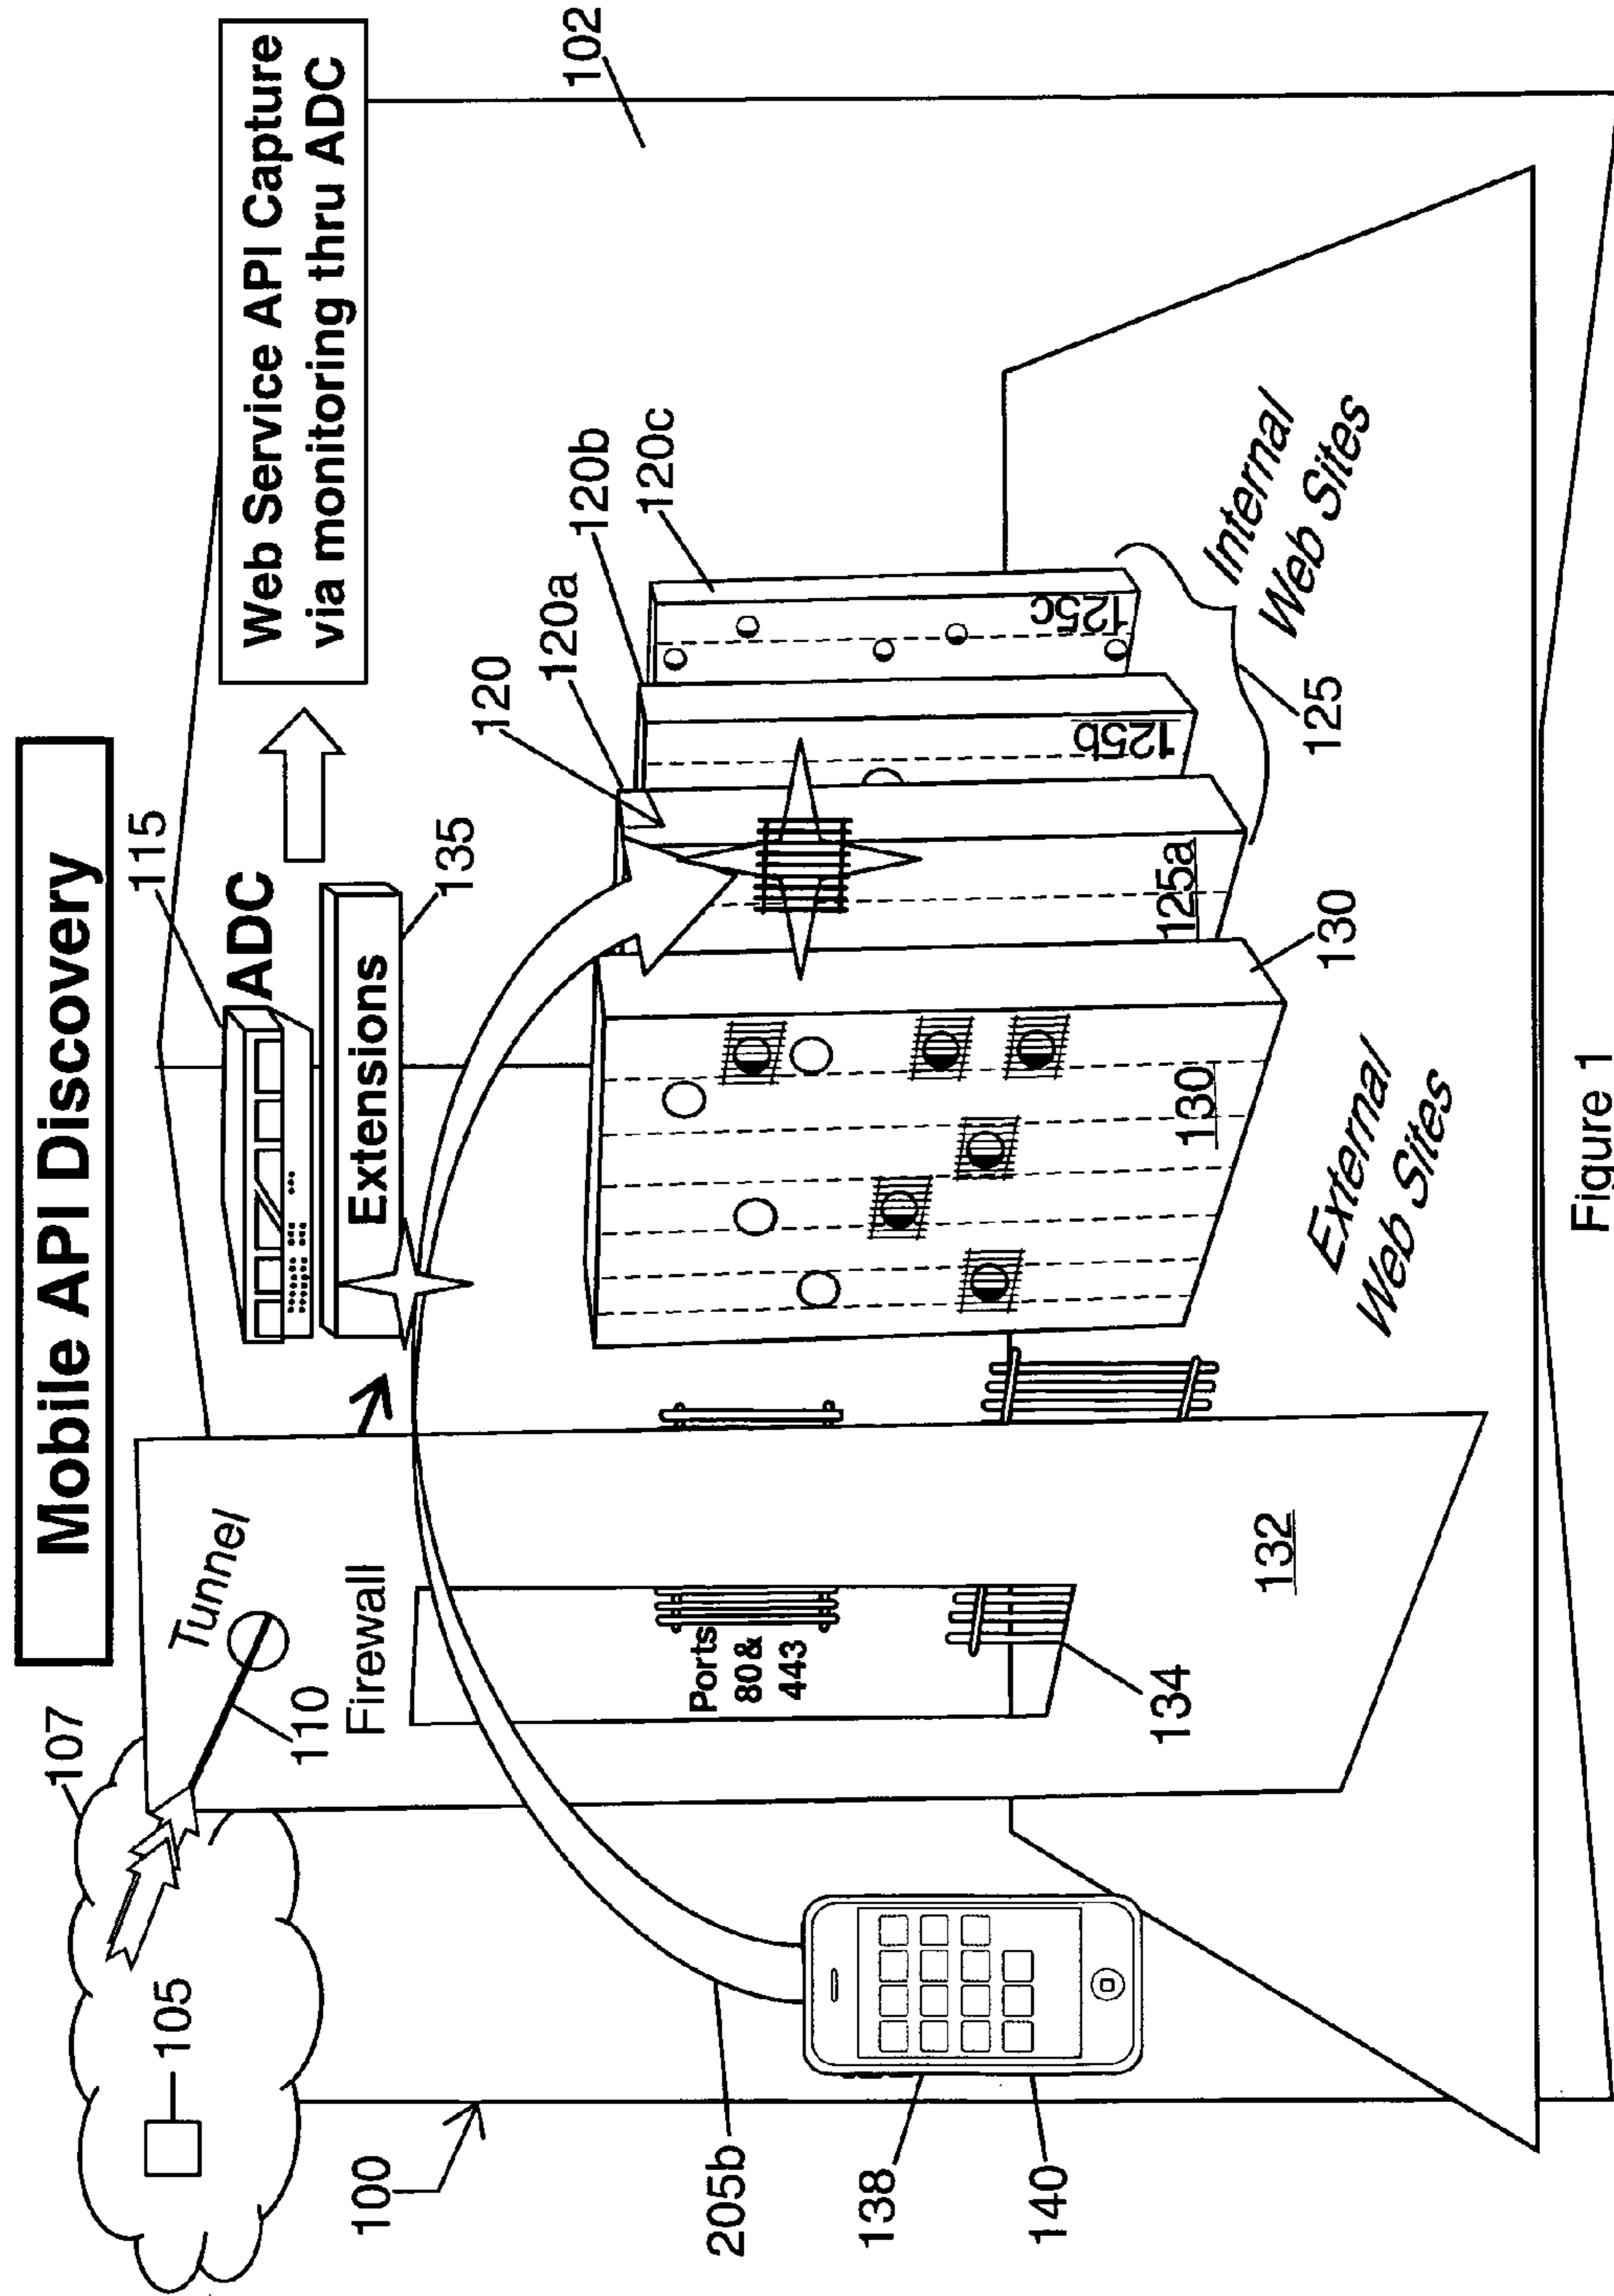 Mobile API Discovery
107
Tunnel
110
Firewall
105
100
115
ADC
Extensions
135
Web Service API Capture
via monitoring thru ADC
102
120
120a
120b
120c
205b
138
140
Ports
80&
443
134
132
130
130
125a
125b
125c
125
External
Web Sites
Internal
Web Sites
Figure 1